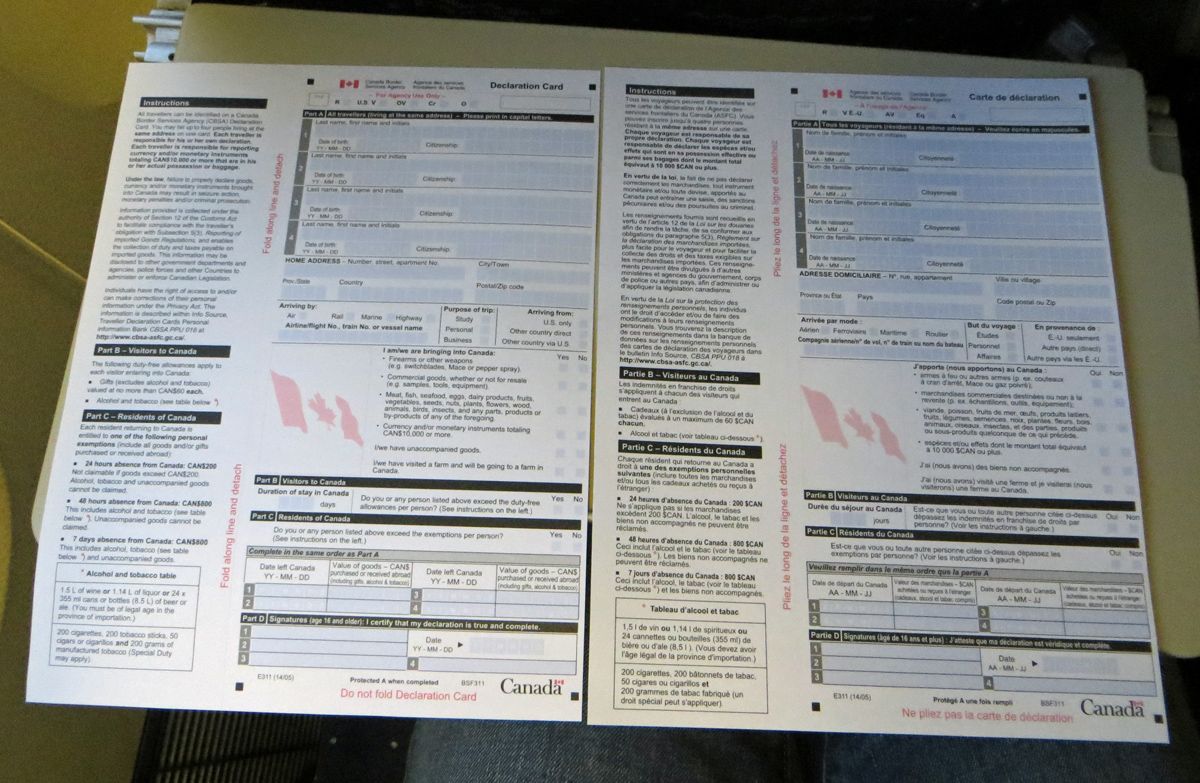 Instructions
All travellers can be identified on a Canada
Border Services Agency (CBSA) Declaration
Card. You may list up to four people living at the
same address on one card. Each traveller is
responsible for his or her own declaration.
Each traveller is responsible for reporting
currency and/or monetary instruments
totaling CAN$10,000 or more that are in his
or her actual possession or baggage.
Under the law, failure to properly declare goods,
currency and/or monetary instruments brought
into Canada may result in seizure action,
monetary penalties and/or criminal prosecution.
Information provided is collected under the
authority of Section 12 of the Customs Act
to facilitate compliance with the traveller's
obligation with Subsection 5(3), Reporting of
Imported Goods Regulations, and enables
the collection of duty and taxes payable on
imported goods. This information may be
disclosed to other government departments and
agencies, police forces and other Countries to
administer or enforce Canadian Legislation.
Individuals have the right of access to and/or
can make corrections of their personal
information under the Privacy Act. The
information is described within Info Source,
Traveller Declaration Cards Personal
Information Bank CBSA PPU 018 at
http://www.cbsa-asfc.gc.ca/.
Part B – Visitors to Canada
The following duty-free allowances apply to
each visitor entering into Canada:
Gifts (excludes alcohol and tobacco)
valued at no more than CAN$60 each.
Alcohol and tobacco (see table below *)
Part C – Residents of Canada
Each resident returning to Canada is
entitled to one of the following personal
exemptions (include all goods and/or gifts
purchased or received abroad):
24 hours absence from Canada: CAN$200
Not claimable if goods exceed CAN$200.
Alcohol, tobacco and unaccompanied goods
cannot be claimed.
48 hours absence from Canada: CAN$800
This includes alcohol, tobacco (see table
below *). Unaccompanied goods cannot be
claimed.
7 days absence from Canada: CAN$800
This includes alcohol, tobacco (see table
below *) and unaccompanied goods.
* Alcohol and tobacco table
1.5 L of wine or 1.14 L of liquor or 24 x
355 ml cans or bottles (8.5 L) of beer or
ale. (You must be of legal age in the
province of importation.)
200 cigarettes, 200 tobacco sticks, 50
cigars or cigarillos and 200 grams of
manufactured tobacco (Special Duty
may apply)
Fold along line and detach
Fold along line and detach
Canada Border Services Agency
Agence des services frontaliers du Canada
Declaration Card
– For Agency Use Only –
R U.S V OV Cr O
Part A All travellers (living at the same address) – Please print in capital letters.
1 Last name, first name and initials
Date of birth
YY - MM - DD
Citizenship:
2 Last name, first name and initials
Date of birth
YY - MM - DD
Citizenship:
3 Last name, first name and initials
Date of birth
YY - MM - DD
Citizenship:
4 Last name, first name and initials
Date of birth
YY - MM - DD
Citizenship:
HOME ADDRESS – Number, street, apartment No. City/Town
Prov./State Country Postal/Zip code
Arriving by: Purpose of trip: Arriving from:
Air Rail Marine Highway Study U.S. only
Airline/flight No., train No. or vessel name Personal Other country direct
Business Other country via U.S.
I am/we are bringing into Canada: Yes No
• Firearms or other weapons
(e.g. switchblades, Mace or pepper spray).
• Commercial goods, whether or not for resale
(e.g. samples, tools, equipment).
• Meat, fish, seafood, eggs, dairy products, fruits,
vegetables, seeds, nuts, plants, flowers, wood,
animals, birds, insects, and any parts, products or
by-products of any of the foregoing.
• Currency and/or monetary instruments totaling
CAN$10,000 or more.
I/we have unaccompanied goods.
I/we have visited a farm and will be going to a farm in
Canada.
Part B Visitors to Canada
Duration of stay in Canada Do you or any person listed above exceed the duty-free Yes No
days allowances per person? (See instructions on the left.)
Part C Residents of Canada
Do you or any person listed above exceed the exemptions per person? Yes No
(See instructions on the left.)
Complete in the same order as Part A
Date left Canada
YY - MM - DD
Value of goods – CAN$
purchased or received abroad
(including gifts, alcohol & tobacco)
Date left Canada
YY - MM - DD
Value of goods – CAN$
purchased or received abroad
(including gifts, alcohol & tobacco)
1 3
2 4
Part D Signatures (age 16 and older): I certify that my declaration is true and complete.
1 Date
2 YY - MM - DD
3 4
E311 (14/05) Protected A when completed BSF311
Do not fold Declaration Card
Canada
Instructions
Tous les voyageurs peuvent être identifiés sur
une carte de déclaration de l'Agence des
services frontaliers du Canada (ASFC). Vous
pouvez inscrire jusqu'à quatre personnes
résidant à la même adresse sur une carte.
Chaque voyageur est responsable de sa
propre déclaration. Chaque voyageur est
responsable de déclarer les espèces et/ou
effets qui sont en sa possession effective ou
parmi ses bagages dont le montant total
équivaut à 10 000 $CAN ou plus.
En vertu de la loi, le fait de ne pas déclarer
correctement les marchandises, tout instrument
monétaire et/ou toute devise, apportés au
Canada peut entraîner une saisie, des sanctions
pécuniaires et/ou des poursuites au criminel.
Les renseignements fournis sont recueillis en
vertu de l'article 12 de la Loi sur les douanes
afin de rendre la tâche, de se conformer aux
obligations du paragraphe 5(3), Règlement sur
la déclaration des marchandises importées,
plus facile pour le voyageur et pour faciliter la
collecte des droits et des taxes exigibles sur
les marchandises importées. Ces renseigne-
ments peuvent être divulgués à d'autres
ministères et agences du gouvernement, corps
de police ou autres pays, afin d'administrer ou
d'appliquer la législation canadienne.
En vertu de la Loi sur la protection des
renseignements personnels, les individus
ont le droit d'accéder et/ou de faire des
modifications à leurs renseignements
personnels. Vous trouverez la description
de ces renseignements dans la banque de
données sur les renseignements personnels
des cartes de déclaration des voyageurs dans
le bulletin Info Source, CBSA PPU 018 à
http://www.cbsa-asfc.gc.ca/.
Partie B – Visiteurs au Canada
Les indemnités en franchise de droits
s'appliquent à chacun des visiteurs qui
entrent au Canada
Cadeaux (à l'exclusion de l'alcool et du
tabac) évalués à un maximum de 60 $CAN
chacun.
Alcool et tabac (voir tableau ci-dessous *).
Partie C – Résidents du Canada
Chaque résident qui retourne au Canada a
droit à une des exemptions personnelles
suivantes (inclure toutes les marchandises
et/ou tous les cadeaux achetés ou reçus à
l'étranger) :
24 heures d'absence du Canada : 200 $CAN
Ne s'applique pas si les marchandises
excèdent 200 $CAN. L'alcool, le tabac et les
biens non accompagnés ne peuvent être
réclamés.
48 heures d'absence du Canada : 800 $CAN
Ceci inclut l'alcool et le tabac (voir le tableau
ci-dessous *). Les biens non accompagnés ne
peuvent être réclamés.
7 jours d'absence du Canada : 800 $CAN
Ceci inclut l'alcool, le tabac (voir le tableau
ci-dessous *) et les biens non accompagnés.
* Tableau d'alcool et tabac
1,5 l de vin ou 1,14 l de spiritueux ou
24 cannettes ou bouteilles (355 ml) de
bière ou d'ale (8,5 l). (Vous devez avoir
l'âge légal de la province d'importation.)
200 cigarettes, 200 bâtonnets de tabac,
50 cigares ou cigarillos et
200 grammes de tabac fabriqué (un
droit spécial peut s'appliquer).
Pliez le long de la ligne et détachez
Pliez le long de la ligne et détachez
Agence des services frontaliers du Canada
Canada Border Services Agency
Carte de déclaration
– À l'usage de l'Agence –
R V É.-U. AV Éq A
Partie A Tous les voyageurs (résidant à la même adresse) – Veuillez écrire en majuscules.
1 Nom de famille, prénom et initiales
Date de naissance
AA - MM - JJ
Citoyenneté
2 Nom de famille, prénom et initiales
Date de naissance
AA - MM - JJ
Citoyenneté
3 Nom de famille, prénom et initiales
Date de naissance
AA - MM - JJ
Citoyenneté
4 Nom de famille, prénom et initiales
Date de naissance
AA - MM - JJ
Citoyenneté
ADRESSE DOMICILIAIRE – N°, rue, appartement Ville ou village
Province ou État Pays Code postal ou Zip
Arrivée par mode : But du voyage En provenance de :
Aérien Ferroviaire Maritime Routier Études É.-U. seulement
Compagnie aérienne/n° de vol, n° de train ou nom du bateau Personnel Autre pays (direct)
Affaires Autre pays via les É.-U.
J'apporte (nous apportons) au Canada : Oui Non
• armes à feu ou autres armes (p. ex. couteaux
à cran d'arrêt, Mace ou gaz poivré);
• marchandises commerciales destinées ou non à la
revente (p. ex. échantillons, outils, équipement);
• viande, poisson, fruits de mer, œufs, produits laitiers,
fruits, légumes, semences, noix, plantes, fleurs, bois,
animaux, oiseaux, insectes, et des parties, produits
ou sous-produits quelconque de ce qui précède.
• espèces et/ou effets dont le montant total équivaut
à 10 000 $CAN ou plus.
J'ai (nous avons) des biens non accompagnés.
J'ai (nous avons) visité une ferme et je visiterai (nous
visiterons) une ferme au Canada.
Partie B Visiteurs au Canada
Durée du séjour au Canada Est-ce que vous ou toute autre personne citée ci-dessus
jours dépassez les indemnités en franchise de droits par Oui Non
personne? (Voir les instructions à gauche.)
Partie C Résidents du Canada
Est-ce que vous ou toute autre personne citée ci-dessus dépassez les Oui Non
exemptions par personne? (Voir les instructions à gauche.)
Veuillez remplir dans le même ordre que la partie A
Date de départ du Canada
AA - MM - JJ
Valeur des marchandises – $CAN
achetées ou reçues à l'étranger
(cadeaux, alcool et tabac, compris)
Date de départ du Canada
AA - MM - JJ
Valeur des marchandises – $CAN
achetées ou reçues à l'étranger
(cadeaux, alcool et tabac, compris)
1 3
2 4
Partie D Signatures (âgé de 16 ans et plus) : J'atteste que ma déclaration est véridique et complète.
1 Date
2 AA - MM - JJ
3 4
E311 (14/05) Protégé A une fois rempli BSF311
Ne pliez pas la carte de déclaration
Canada